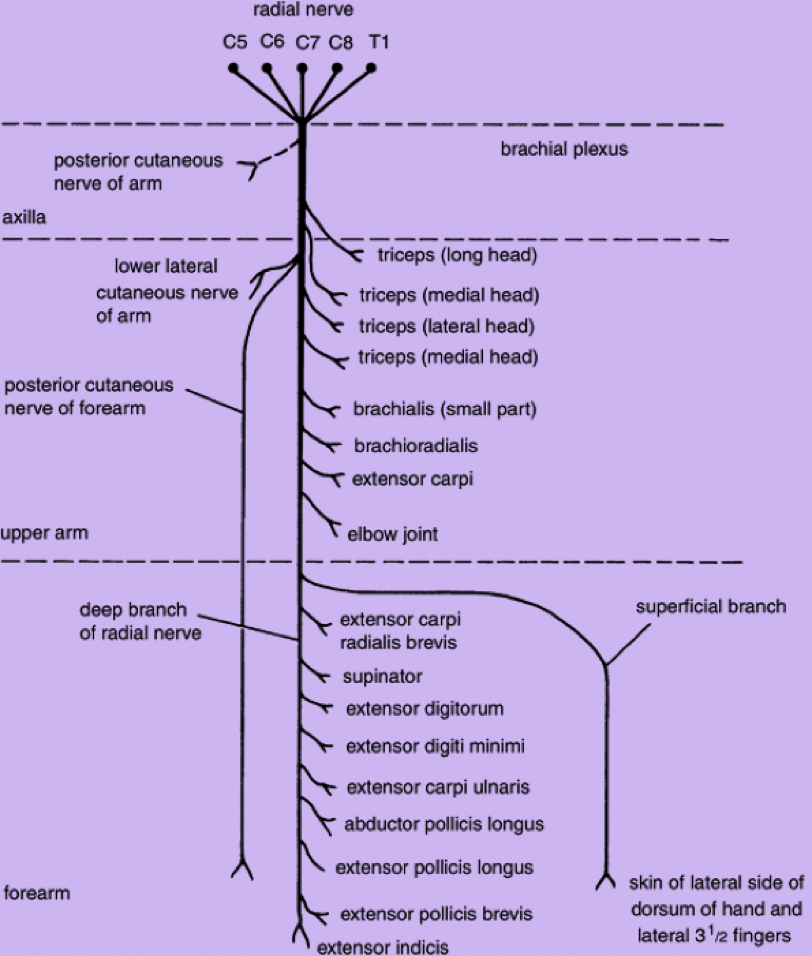 radial nerve
C5 C6 C7 C8 T1
brachial plexus
posterior cutaneous
nerve of arm
axilla
triceps (long head)
lower lateral
cutaneous nerve
of arm
triceps (medial head)
triceps (lateral head)
triceps (medial head)
posterior cutaneous
nerve of forearm
brachialis (small part)
brachioradialis
extensor carpi
upper arm
elbow joint
deep branch
of radial nerve
superficial branch
extensor carpi
radialis brevis
supinator
extensor digitorum
extensor digiti minimi
extensor carpi ulnaris
abductor pollicis longus
extensor pollicis longus
forearm
skin of lateral side of
dorsum of hand and
lateral 3 1/2 fingers
extensor pollicis brevis
extensor indicis